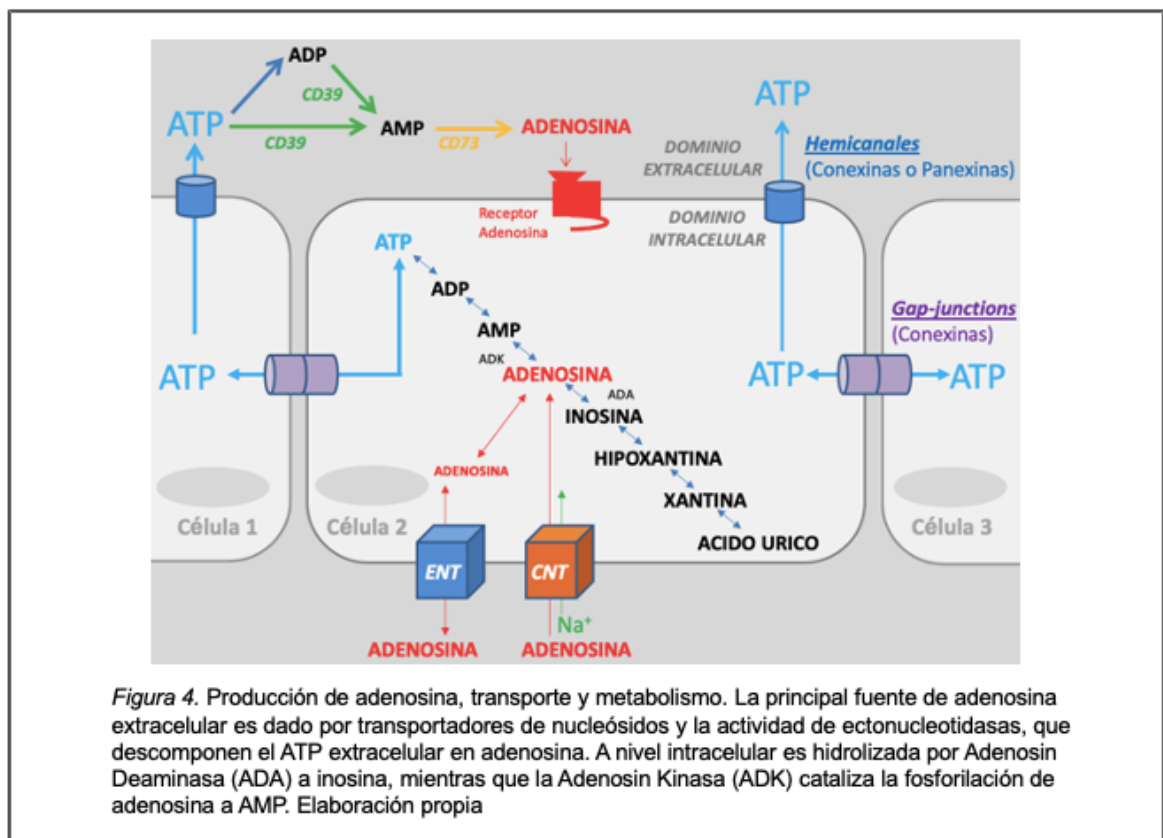 ADP
CD39
ATP
CD39
AMP
CD73
ADENOSINA
Receptor
Adenosina
DOMINIO
EXTRACELULAR
DOMINIO
INTRACELULAR
ATP
Hemicanales
(Conexinas o Panexinas)
ATP
ADP
AMP
ADK
ADENOSINA
ADA
INOSINA
HIPOXANTINA
XANTINA
ACIDO URICO
ATP
ATP
Gap-junctions
(Conexinas)
ATP
ADENOSINA
Célula 1
Célula 2
Célula 3
ENT
CNT
Na⁺
ADENOSINA
ADENOSINA
Figura 4. Producción de adenosina, transporte y metabolismo. La principal fuente de adenosina
extracelular es dado por transportadores de nucleósidos y la actividad de ectonucleotidasas, que
descomponen el ATP extracelular en adenosina. A nivel intracelular es hidrolizada por Adenosin
Deaminasa (ADA) a inosina, mientras que la Adenosin Kinasa (ADK) cataliza la fosforilación de
adenosina a AMP. Elaboración propia